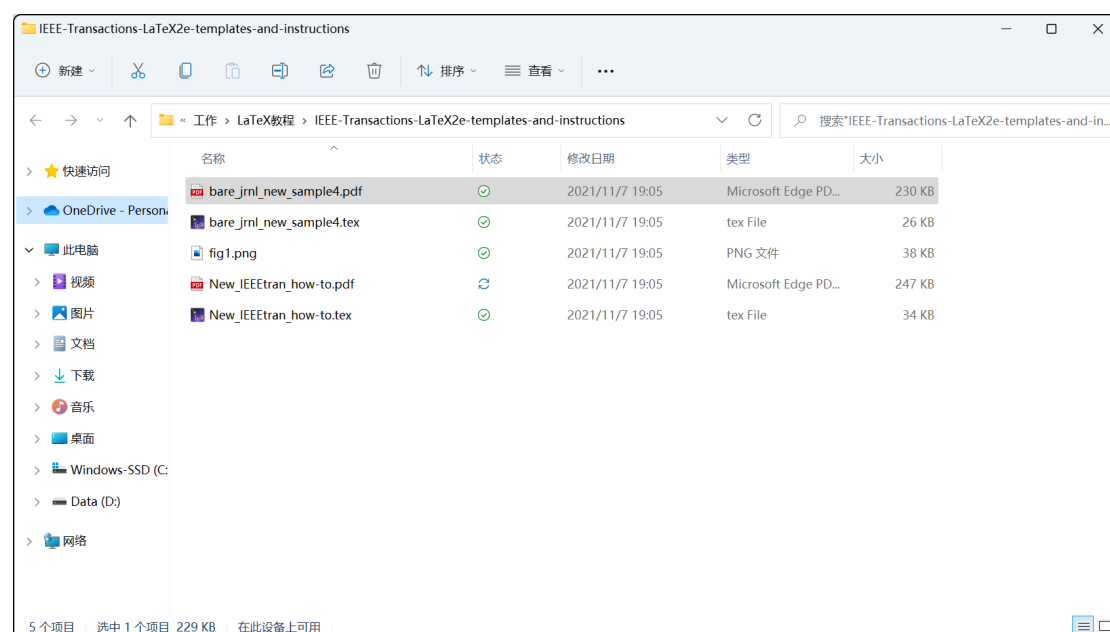 IEEE-Transactions-LaTeX2e-templates-and-instructions
新建 排序 查看
« 工作 › LaTeX教程 › IEEE-Transactions-LaTeX2e-templates-and-instructions 搜索"IEEE-Transactions-LaTeX2e-templates-and-in...
名称 状态 修改日期 类型 大小
快速访问
OneDrive - Persona
此电脑
视频
图片
文档
下载
音乐
桌面
Windows-SSD (C:
Data (D:)
网络
bare_jrnl_new_sample4.pdf 2021/11/7 19:05 Microsoft Edge PD... 230 KB
bare_jrnl_new_sample4.tex 2021/11/7 19:05 tex File 26 KB
fig1.png 2021/11/7 19:05 PNG 文件 38 KB
New_IEEEtran_how-to.pdf 2021/11/7 19:05 Microsoft Edge PD... 247 KB
New_IEEEtran_how-to.tex 2021/11/7 19:05 tex File 34 KB
5 个项目 选中 1 个项目 229 KB 在此设备上可用